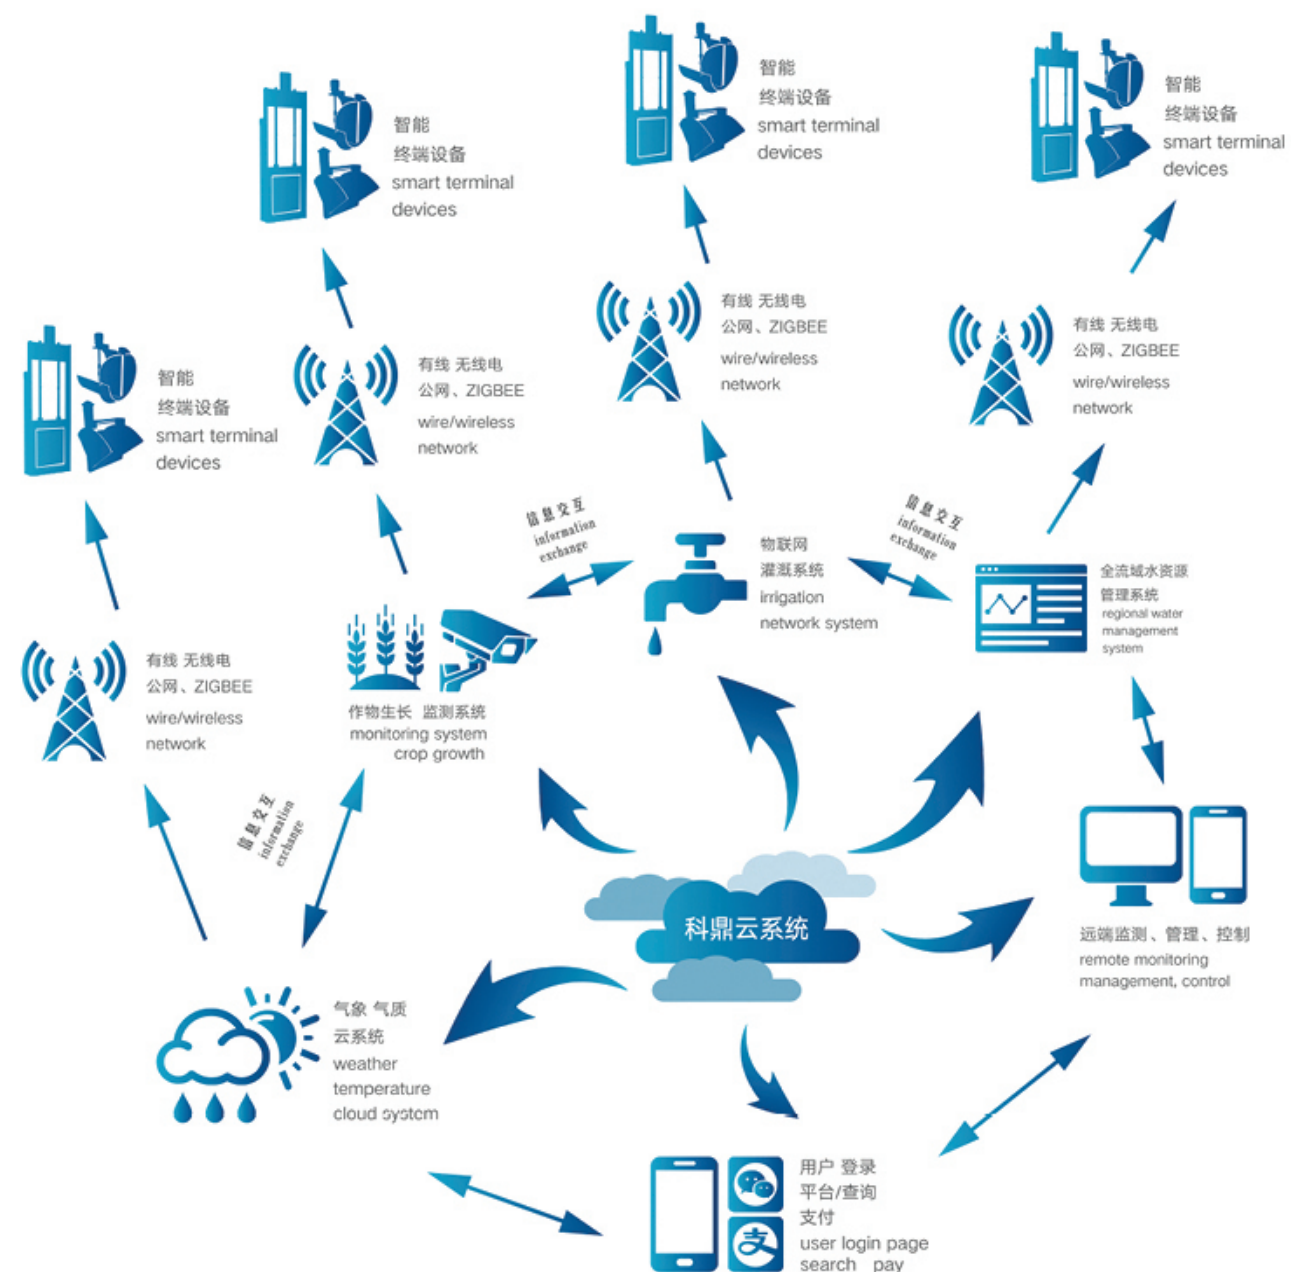 智能
终端设备
smart terminal
devices
智能
终端设备
smart terminal
devices
智能
终端设备
smart terminal
devices
智能
终端设备
smart terminal
devices
有线 无线电
公网、ZIGBEE
wire/wireless
network
有线 无线电
公网、ZIGBEE
wire/wireless
network
有线 无线电
公网、ZIGBEE
wire/wireless
network
有线 无线电
公网、ZIGBEE
wire/wireless
network
信息交互
information
exchange
信息交互
information
exchange
物联网
灌溉系统
irrigation
network system
全流域水资源
管理系统
regional water
management
system
作物生长 监测系统
monitoring system
crop growth
信息交互
information
exchange
科鼎云系统
远端监测、管理、控制
remote monitoring
management, control
气象 气质
云系统
weather
temperature
cloud system
用户 登录
平台/查询
支付
user login page
search pay
支